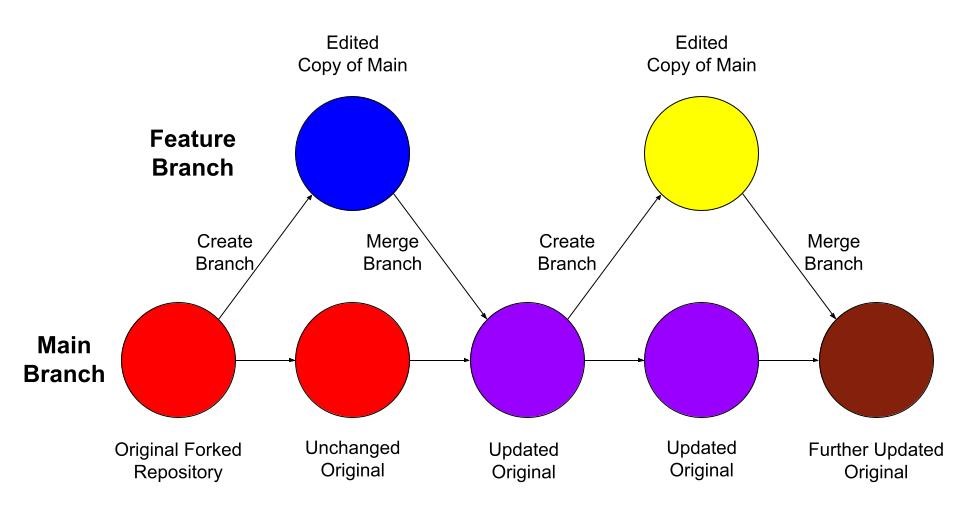 Edited
Copy of Main
Edited
Copy of Main
Feature
Branch
Create
Branch
Merge
Branch
Create
Branch
Merge
Branch
Main
Branch
Original Forked
Repository
Unchanged
Original
Updated
Original
Updated
Original
Further Updated
Original